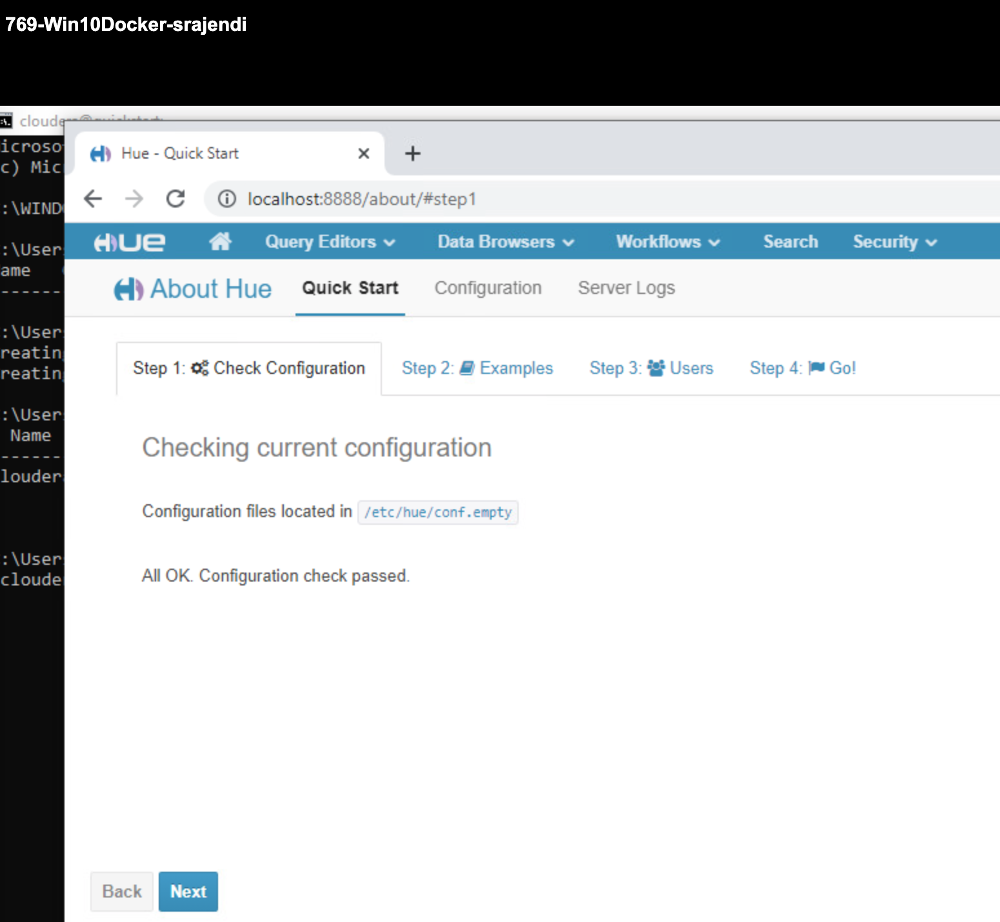 769-Win10Docker-srajendi
Hue - Quick Start
localhost:8888/about/#step1
HUE Query Editors Data Browsers Workflows Search Security
About Hue Quick Start Configuration Server Logs
Step 1: Check Configuration Step 2: Examples Step 3: Users Step 4: Go!
Checking current configuration
Configuration files located in /etc/hue/conf.empty
All OK. Configuration check passed.
Back Next
c) Mic
:\WIND
:\User
ame
------
:\User
reatin
reatin
:\User
Name
------
louder
:\User
cloude